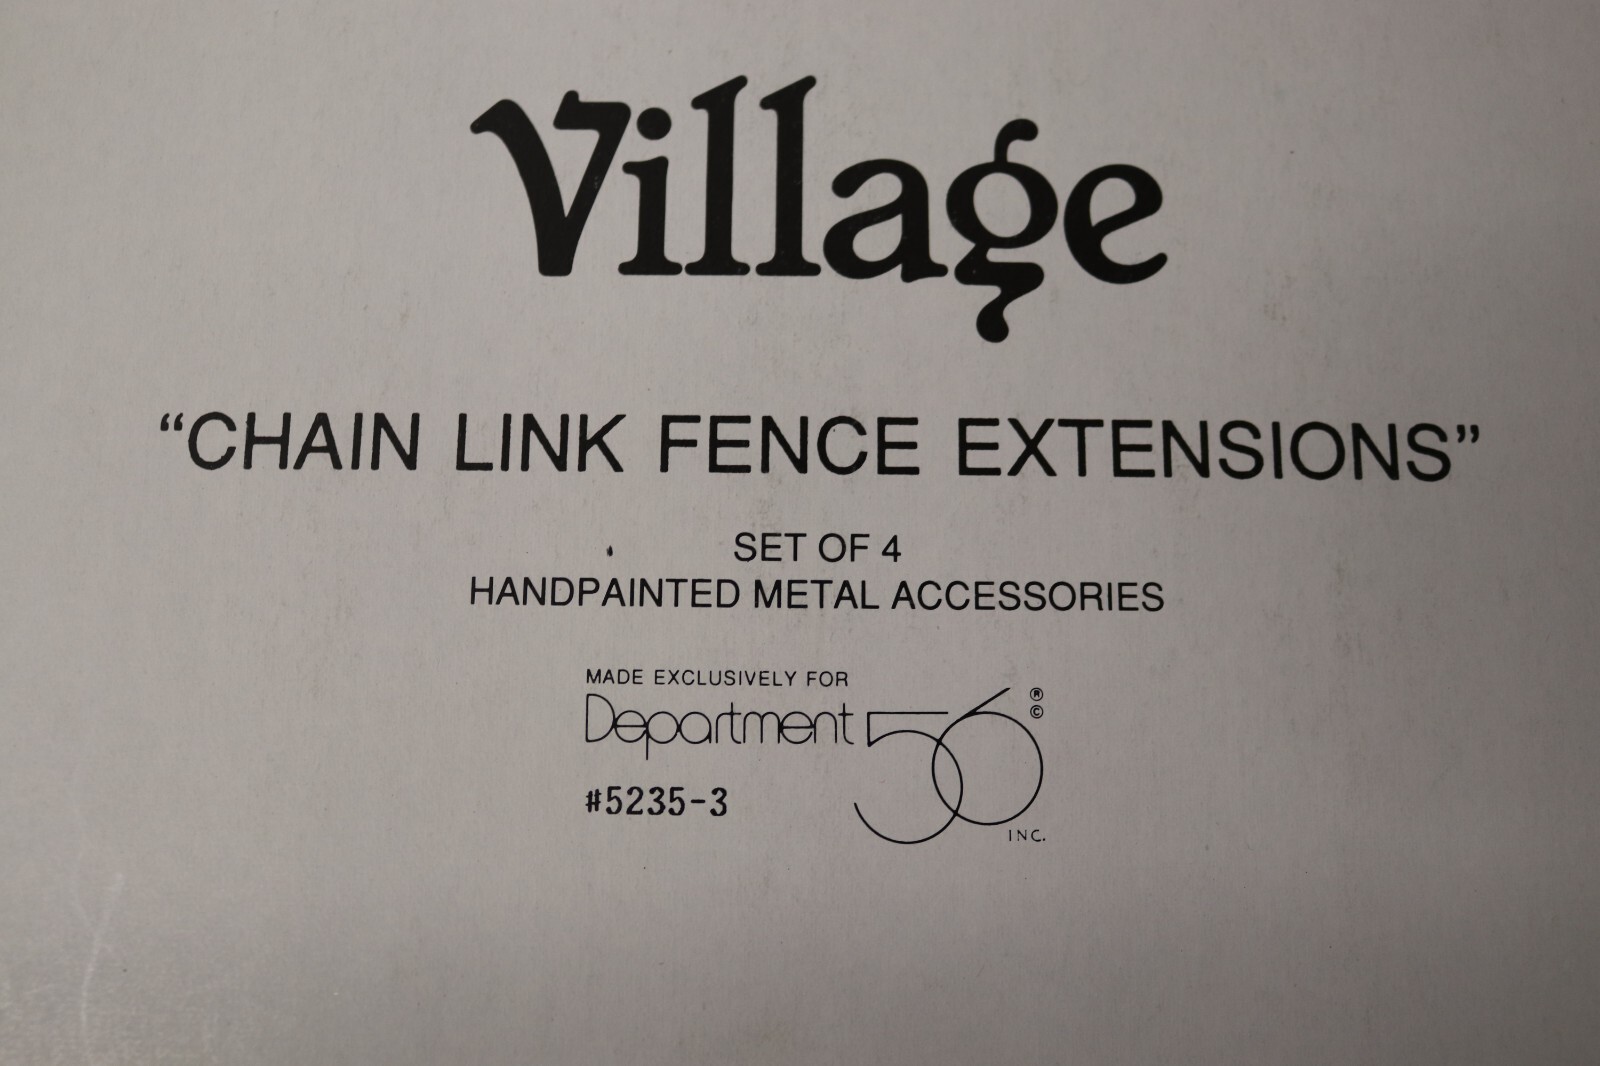 Village
“CHAIN LINK FENCE EXTENSIONS”
SET OF 4
HANDPAINTED METAL ACCESSORIES
MADE EXCLUSIVELY FOR
Department 56 ® ©
INC.
#5235-3